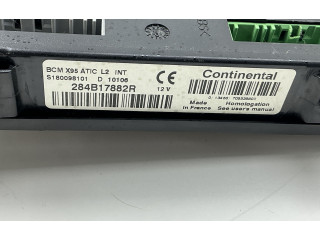 BCM X95 ATIC L2 INT
S180098101 D 10106
284B17882R
12 V
CE
Continental
Made in France
Homologation
See users manual